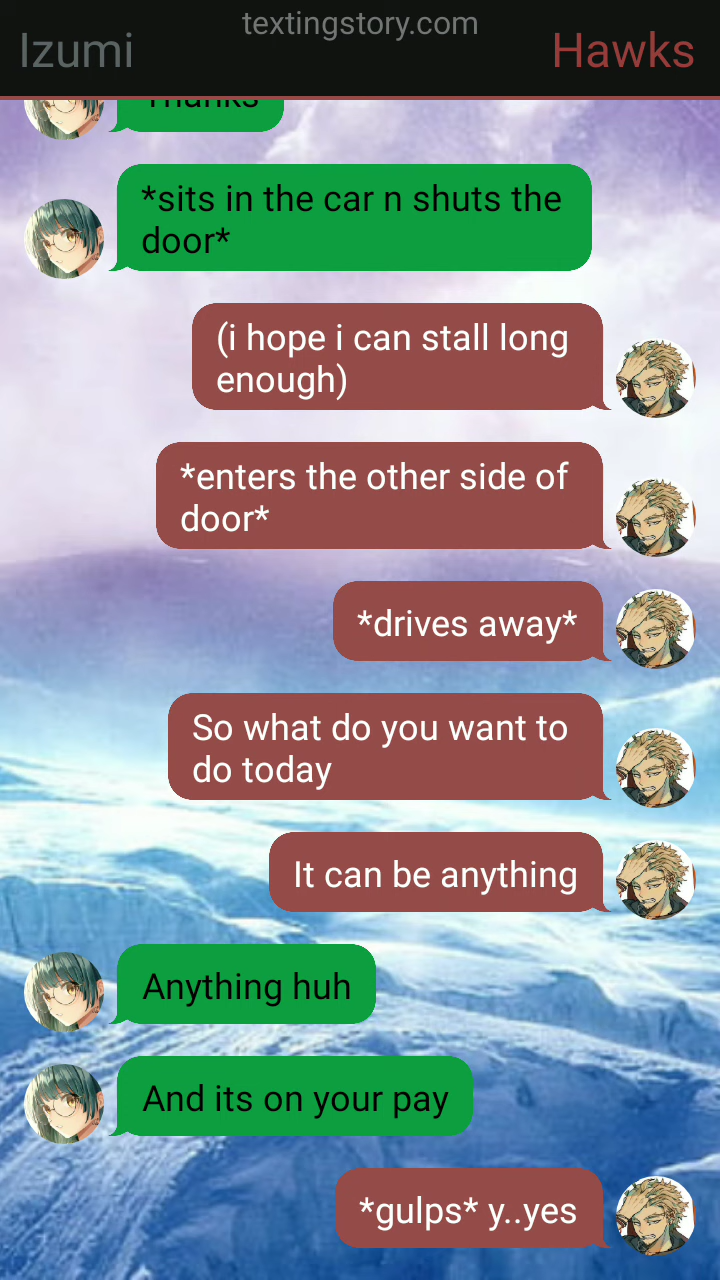 textingstory.com
Izumi
Hawks
Thanks
*sits in the car n shuts the
door*
(i hope i can stall long
enough)
*enters the other side of
door*
*drives away*
So what do you want to
do today
It can be anything
Anything huh
And its on your pay
*gulps* y..yes